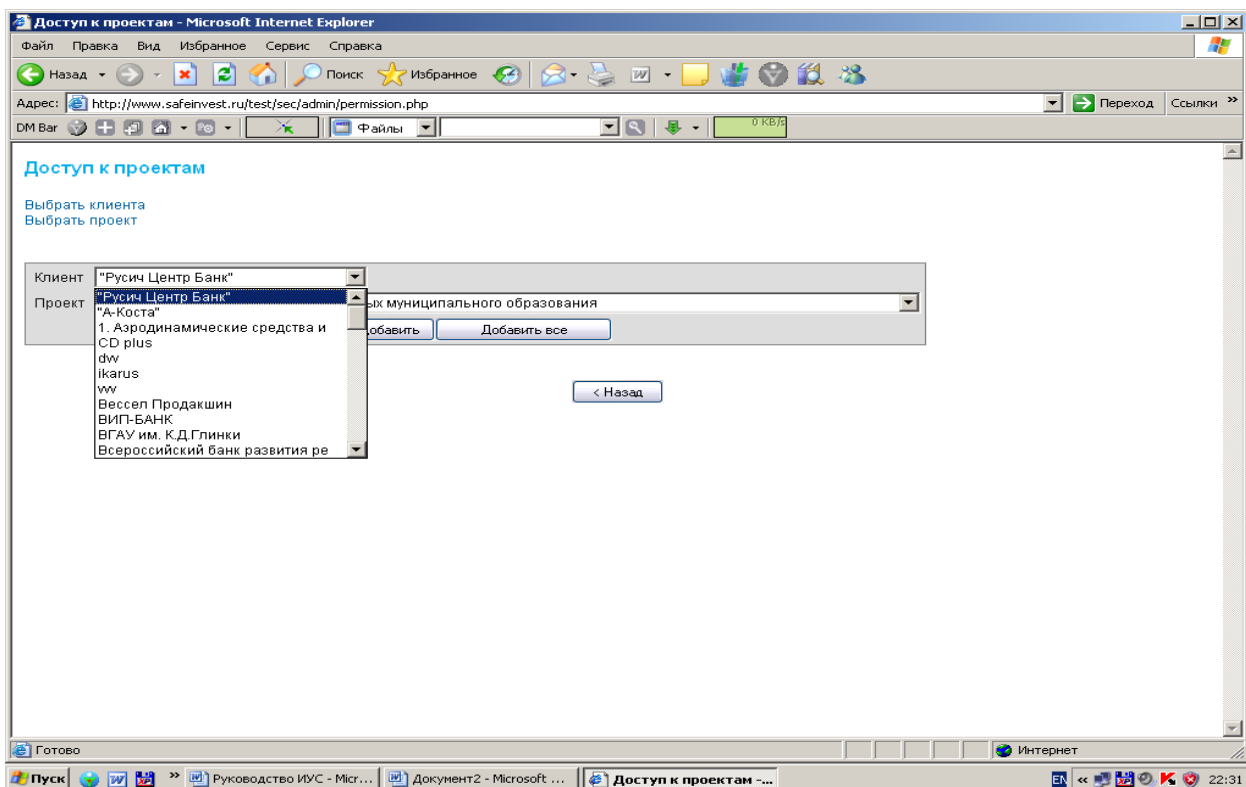 Доступ к проектам - Microsoft Internet Explorer
Файл Правка Вид Избранное Сервис Справка
Назад Поиск Избранное
Адрес: http://www.safeinvest.ru/test/sec/admin/permission.php Переход Ссылки »
DM Bar Файлы 0 KB/s
Доступ к проектам
Выбрать клиента
Выбрать проект
Клиент "Русич Центр Банк"
Проект ых муниципального образования
"Русич Центр Банк"
"А-Коста"
1. Аэродинамические средства и
обавить Добавить все
CD plus
dw
ikarus
vvv
< Назад
Вессел Продакшин
ВИП-БАНК
ВГАУ им. К.Д.Глинки
Всероссийский банк развития ре
Готово Интернет
Пуск » Руководство ИУС - Micr... Документ2 - Microsoft ... Доступ к проектам -... EN « 22:31